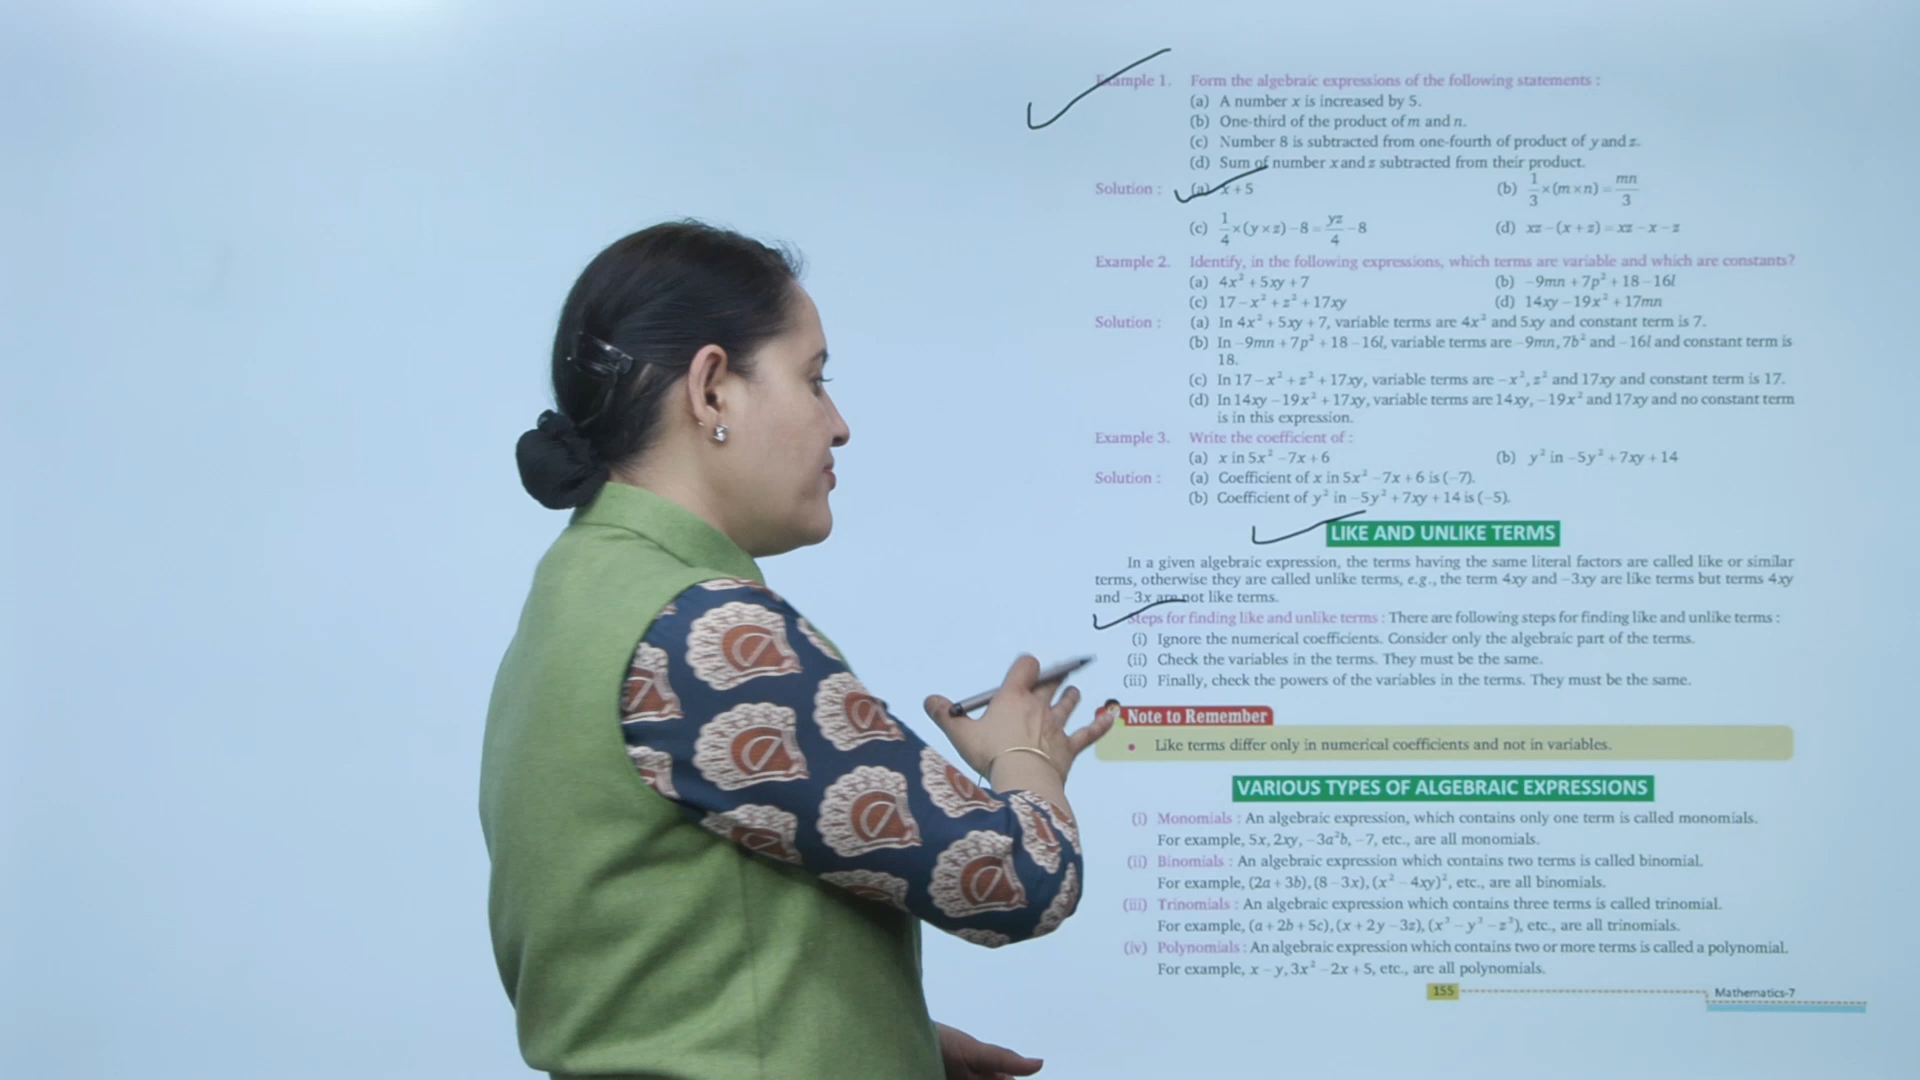 Example 1. Form the algebraic expressions of the following statements :
(a) A number x is increased by 5.
(b) One-third of the product of m and n.
(c) Number 8 is subtracted from one-fourth of product of y and z.
(d) Sum of number x and z subtracted from their product.
Solution : (a) x + 5 (b) 1/3 × (m × n) = mn/3
(c) 1/4 × (y × z) − 8 = yz/4 − 8 (d) xz − (x + z) = xz − x − z
Example 2. Identify, in the following expressions, which terms are variable and which are constants?
(a) 4x² + 5xy + 7 (b) −9mn + 7p² + 18 − 16l
(c) 17 − x² + z² + 17xy (d) 14xy − 19x² + 17mn
Solution : (a) In 4x² + 5xy + 7, variable terms are 4x² and 5xy and constant term is 7.
(b) In −9mn + 7p² + 18 − 16l, variable terms are −9mn, 7b² and −16l and constant term is
18.
(c) In 17 − x² + z² + 17xy, variable terms are −x², z² and 17xy and constant term is 17.
(d) In 14xy − 19x² + 17xy, variable terms are 14xy, −19x² and 17xy and no constant term
is in this expression.
Example 3. Write the coefficient of :
(a) x in 5x² − 7x + 6 (b) y² in −5y² + 7xy + 14
Solution : (a) Coefficient of x in 5x² − 7x + 6 is (−7).
(b) Coefficient of y² in −5y² + 7xy + 14 is (−5).
LIKE AND UNLIKE TERMS
In a given algebraic expression, the terms having the same literal factors are called like or similar
terms, otherwise they are called unlike terms, e.g., the term 4xy and −3xy are like terms but terms 4xy
and −3x are not like terms.
Steps for finding like and unlike terms : There are following steps for finding like and unlike terms :
(i) Ignore the numerical coefficients. Consider only the algebraic part of the terms.
(ii) Check the variables in the terms. They must be the same.
(iii) Finally, check the powers of the variables in the terms. They must be the same.
Note to Remember
• Like terms differ only in numerical coefficients and not in variables.
VARIOUS TYPES OF ALGEBRAIC EXPRESSIONS
(i) Monomials : An algebraic expression, which contains only one term is called monomials.
For example, 5x, 2xy, −3a²b, −7, etc., are all monomials.
(ii) Binomials : An algebraic expression which contains two terms is called binomial.
For example, (2a + 3b), (8 − 3x), (x² − 4xy)², etc., are all binomials.
(iii) Trinomials : An algebraic expression which contains three terms is called trinomial.
For example, (a + 2b + 5c), (x + 2y − 3z), (x³ − y³ − z³), etc., are all trinomials.
(iv) Polynomials : An algebraic expression which contains two or more terms is called a polynomial.
For example, x − y, 3x² − 2x + 5, etc., are all polynomials.
155 Mathematics-7